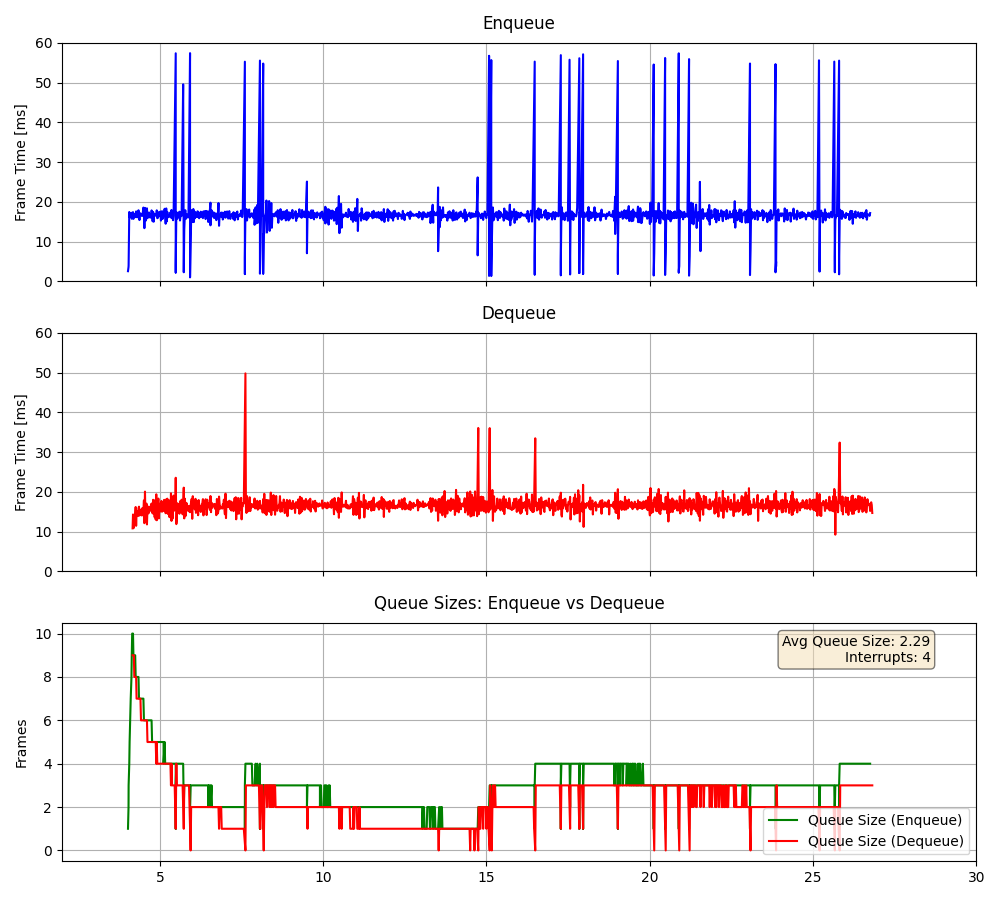 Enqueue
Frame Time [ms]
60
50
40
30
20
10
0
Dequeue
Frame Time [ms]
60
50
40
30
20
10
0
Queue Sizes: Enqueue vs Dequeue
Frames
10
8
6
4
2
0
Avg Queue Size: 2.29
Interrupts: 4
Queue Size (Enqueue)
Queue Size (Dequeue)
5 10 15 20 25 30